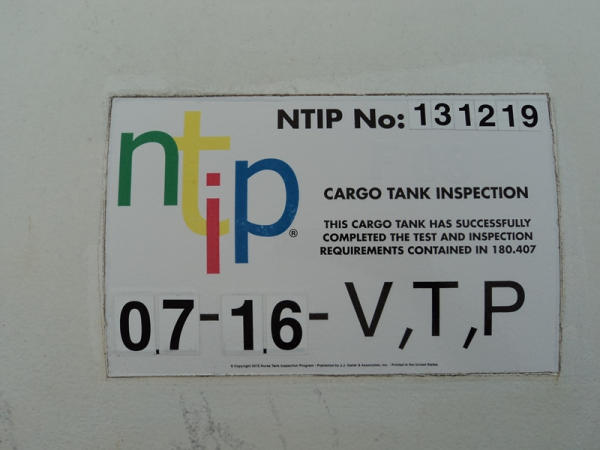 NTIP No: 131219
ntip®
CARGO TANK INSPECTION
THIS CARGO TANK HAS SUCCESSFULLY
COMPLETED THE TEST AND INSPECTION
REQUIREMENTS CONTAINED IN 180.407
07-16-V,T,P